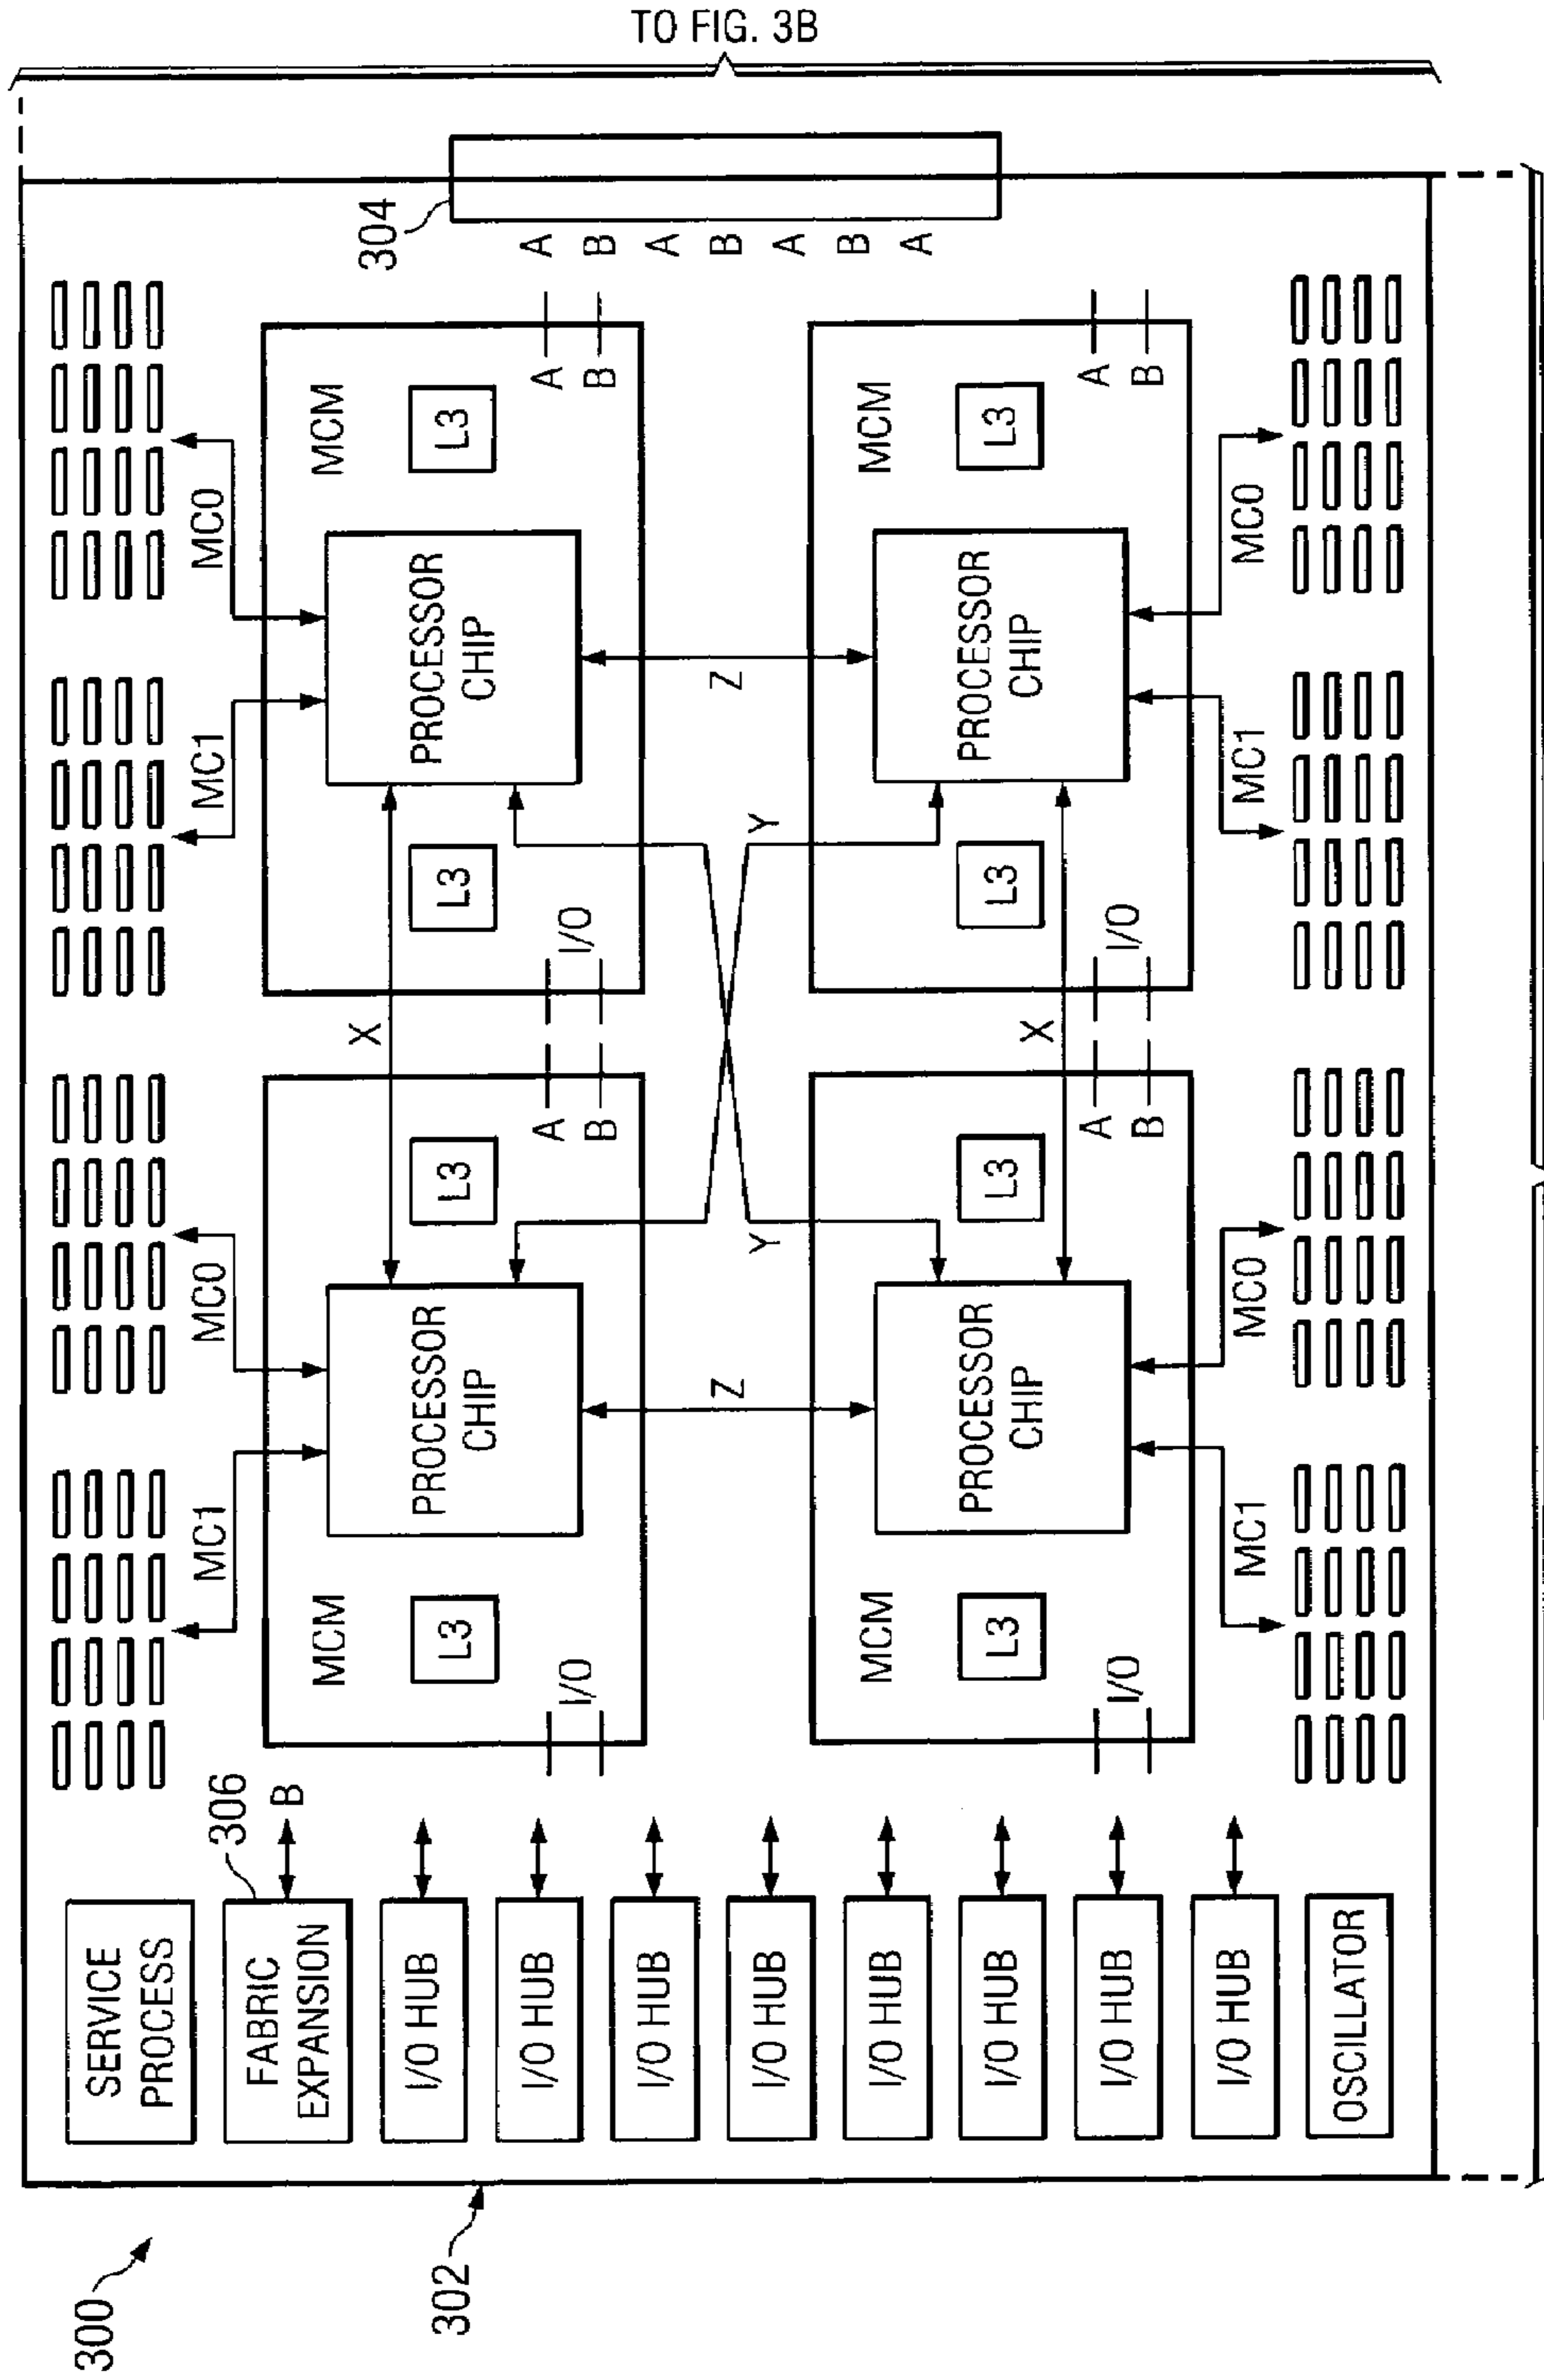 300
302
SERVICE
PROCESS
FABRIC
EXPANSION
306
B
I/O HUB
I/O HUB
I/O HUB
I/O HUB
I/O HUB
I/O HUB
I/O HUB
I/O HUB
OSCILLATOR
MC1
MC0
MC1
MC0
MCM
L3
PROCESSOR
CHIP
L3
I/O
A
B
X
MCM
L3
PROCESSOR
CHIP
L3
I/O
A
B
Z
Y
Y
Z
MCM
L3
PROCESSOR
CHIP
L3
I/O
A
B
X
MCM
L3
PROCESSOR
CHIP
L3
I/O
A
B
MC1
MC0
MC1
MC0
304
A
B
A
B
A
B
A
TO FIG. 3B